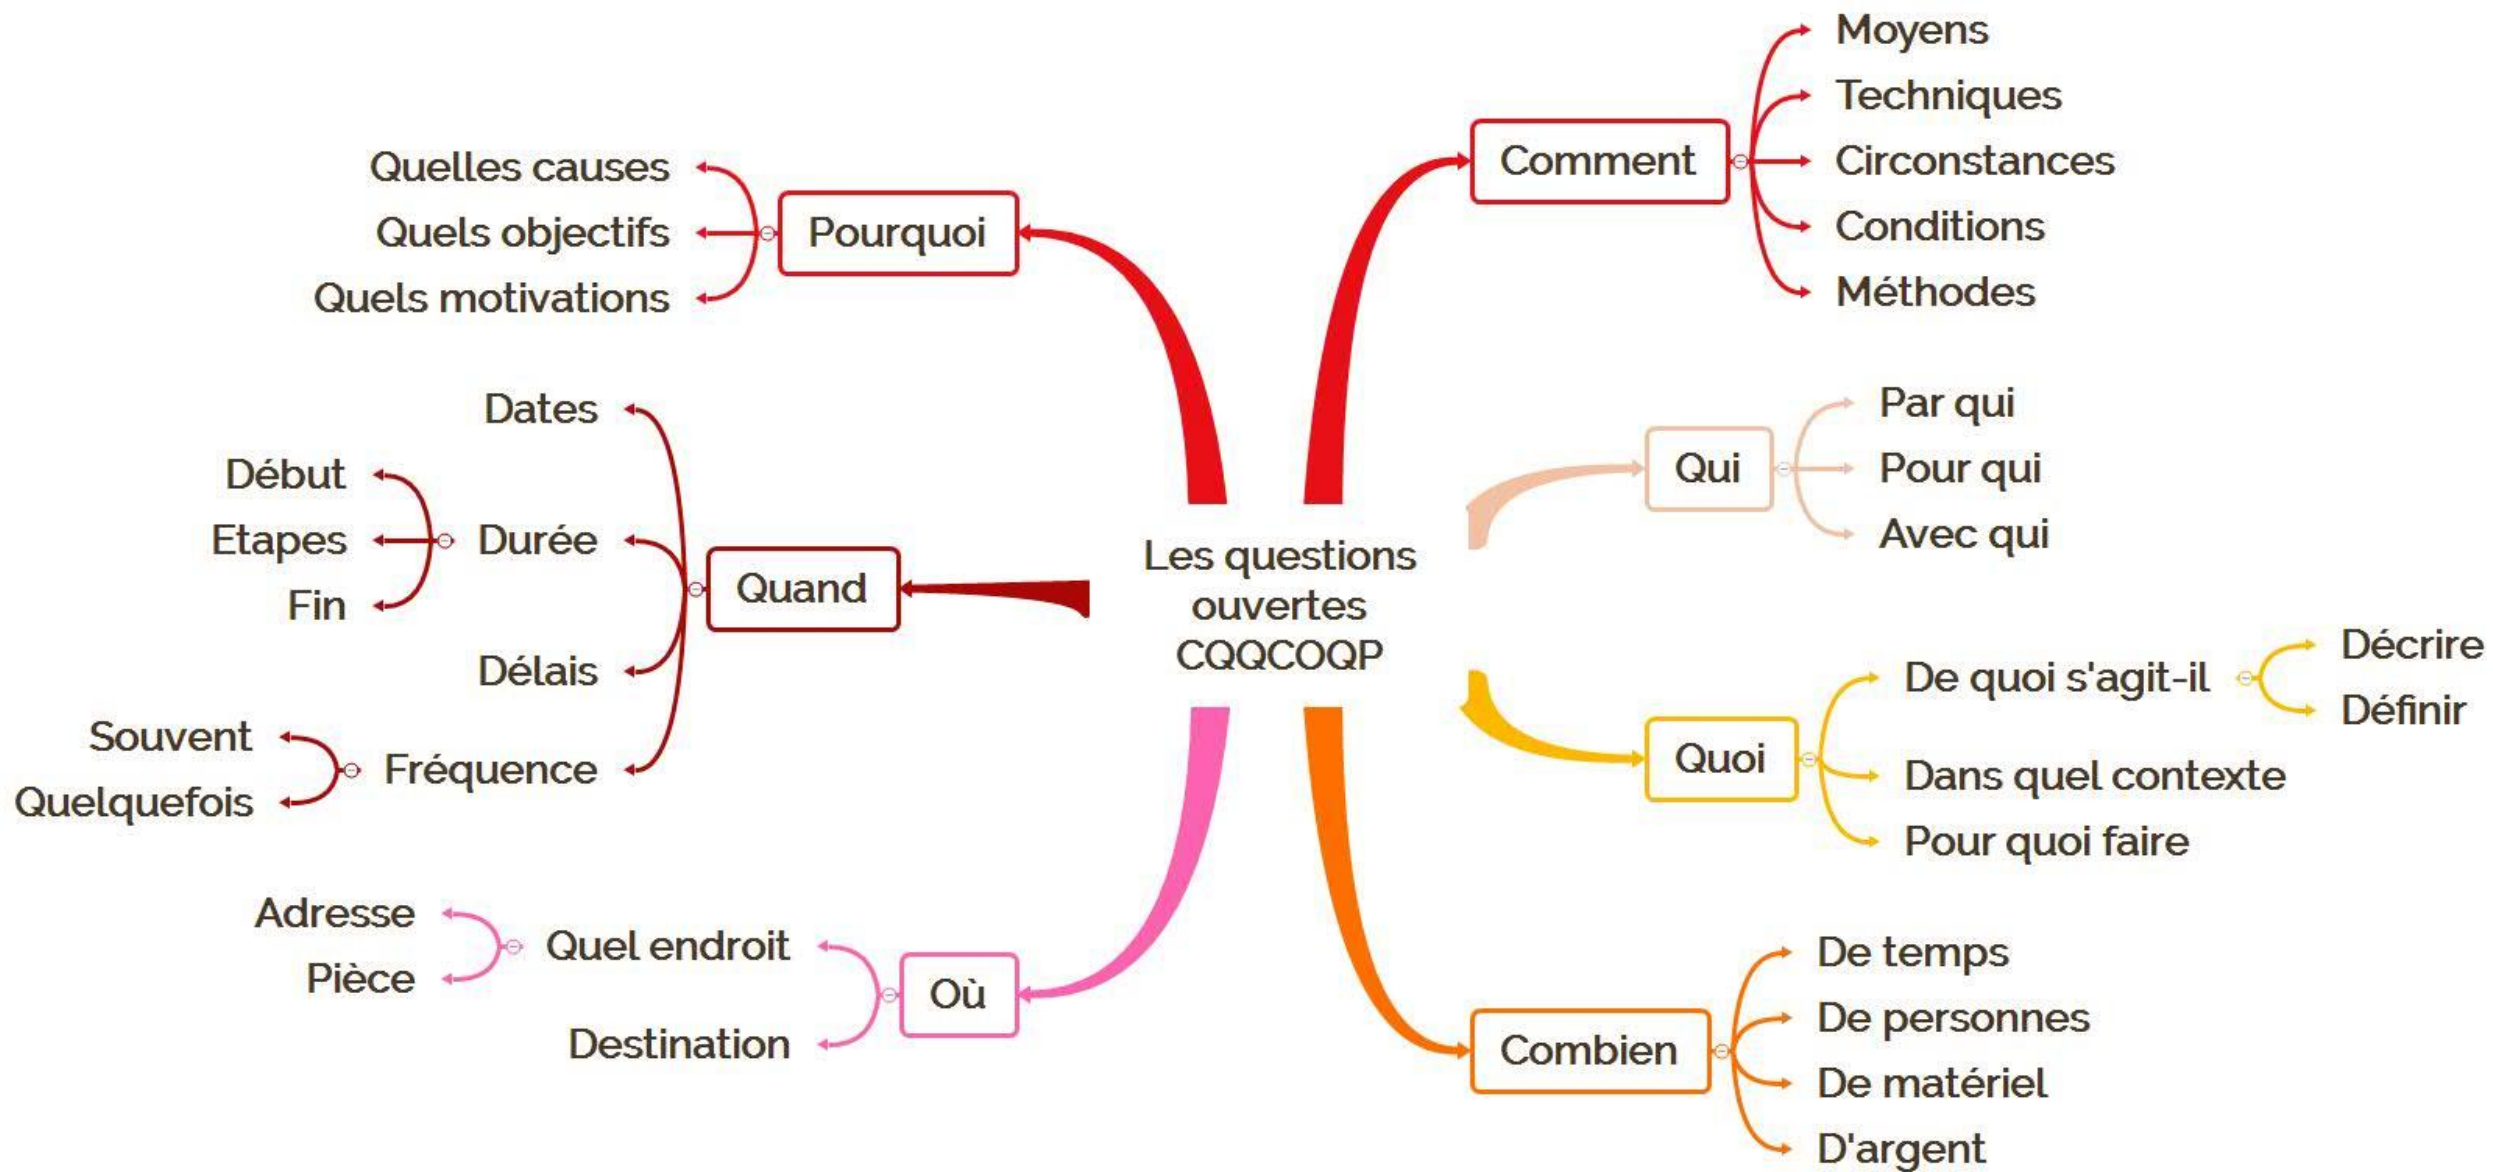 Les questions
ouvertes
CQQCOQP
Comment
Moyens
Techniques
Circonstances
Conditions
Méthodes
Qui
Par qui
Pour qui
Avec qui
Quoi
De quoi s'agit-il
Décrire
Définir
Dans quel contexte
Pour quoi faire
Combien
De temps
De personnes
De matériel
D'argent
Où
Quel endroit
Adresse
Pièce
Destination
Quand
Dates
Durée
Début
Etapes
Fin
Délais
Fréquence
Souvent
Quelquefois
Pourquoi
Quelles causes
Quels objectifs
Quels motivations